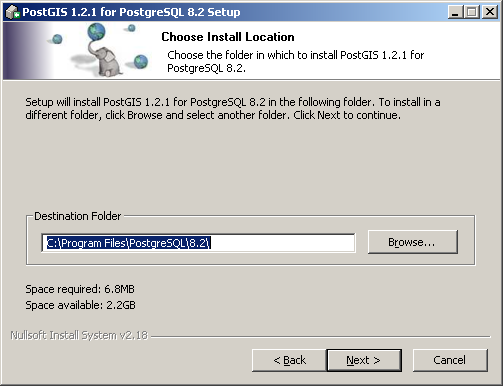 PostGIS 1.2.1 for PostgreSQL 8.2 Setup
Choose Install Location
Choose the folder in which to install PostGIS 1.2.1 for
PostgreSQL 8.2.
Setup will install PostGIS 1.2.1 for PostgreSQL 8.2 in the following folder. To install in a
different folder, click Browse and select another folder. Click Next to continue.
Destination Folder
C:\Program Files\PostgreSQL\8.2\
Browse...
Space required: 6.8MB
Space available: 2.2GB
Nullsoft Install System v2.18
< Back
Next >
Cancel